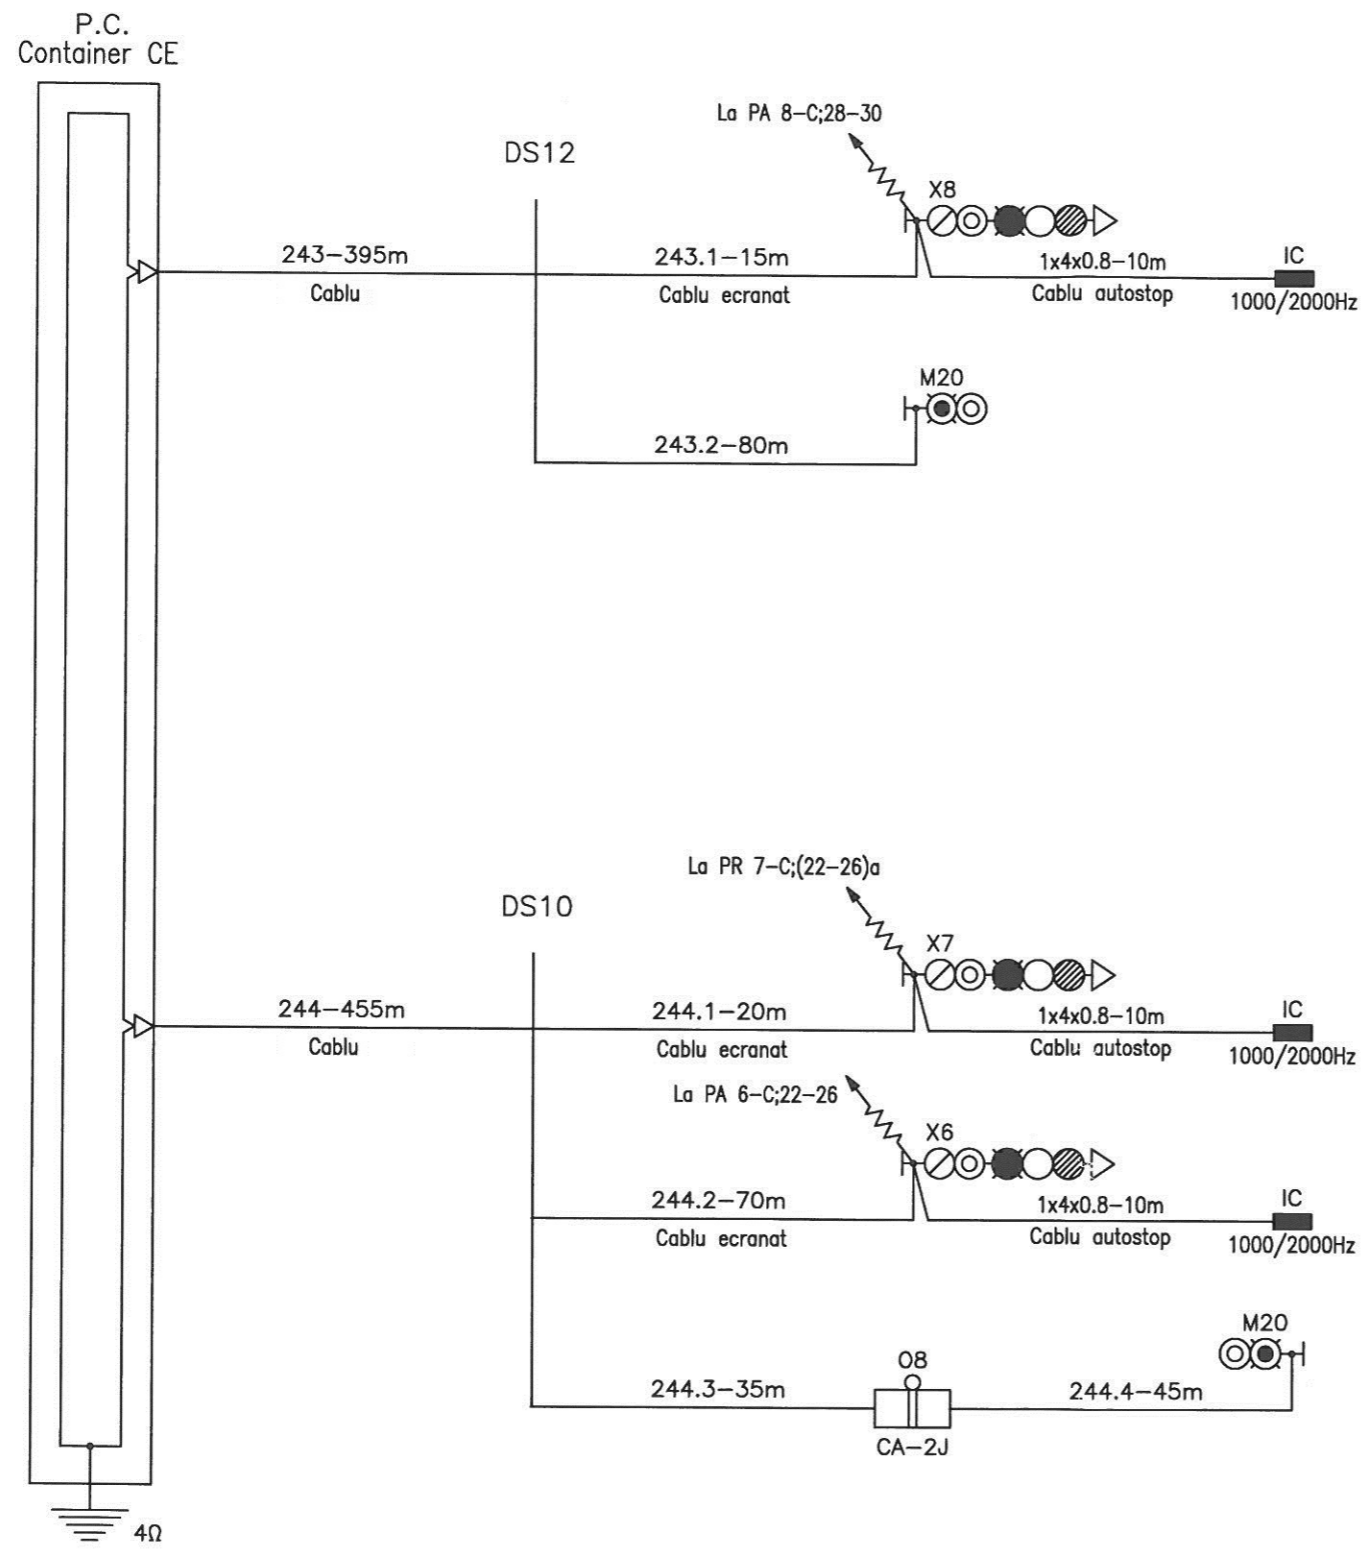 P.C.
Container CE
La PA 8-C;28-30
DS12
X8
243-395m
Cablu
243.1-15m
Cablu ecranat
1x4x0.8-10m
Cablu autostop
IC
1000/2000Hz
M20
243.2-80m
La PR 7-C;(22-26)a
DS10
X7
244-455m
Cablu
244.1-20m
Cablu ecranat
1x4x0.8-10m
Cablu autostop
IC
1000/2000Hz
La PA 6-C;22-26
X6
244.2-70m
Cablu ecranat
1x4x0.8-10m
Cablu autostop
IC
1000/2000Hz
M20
08
244.3-35m
244.4-45m
CA-2J
4Ω